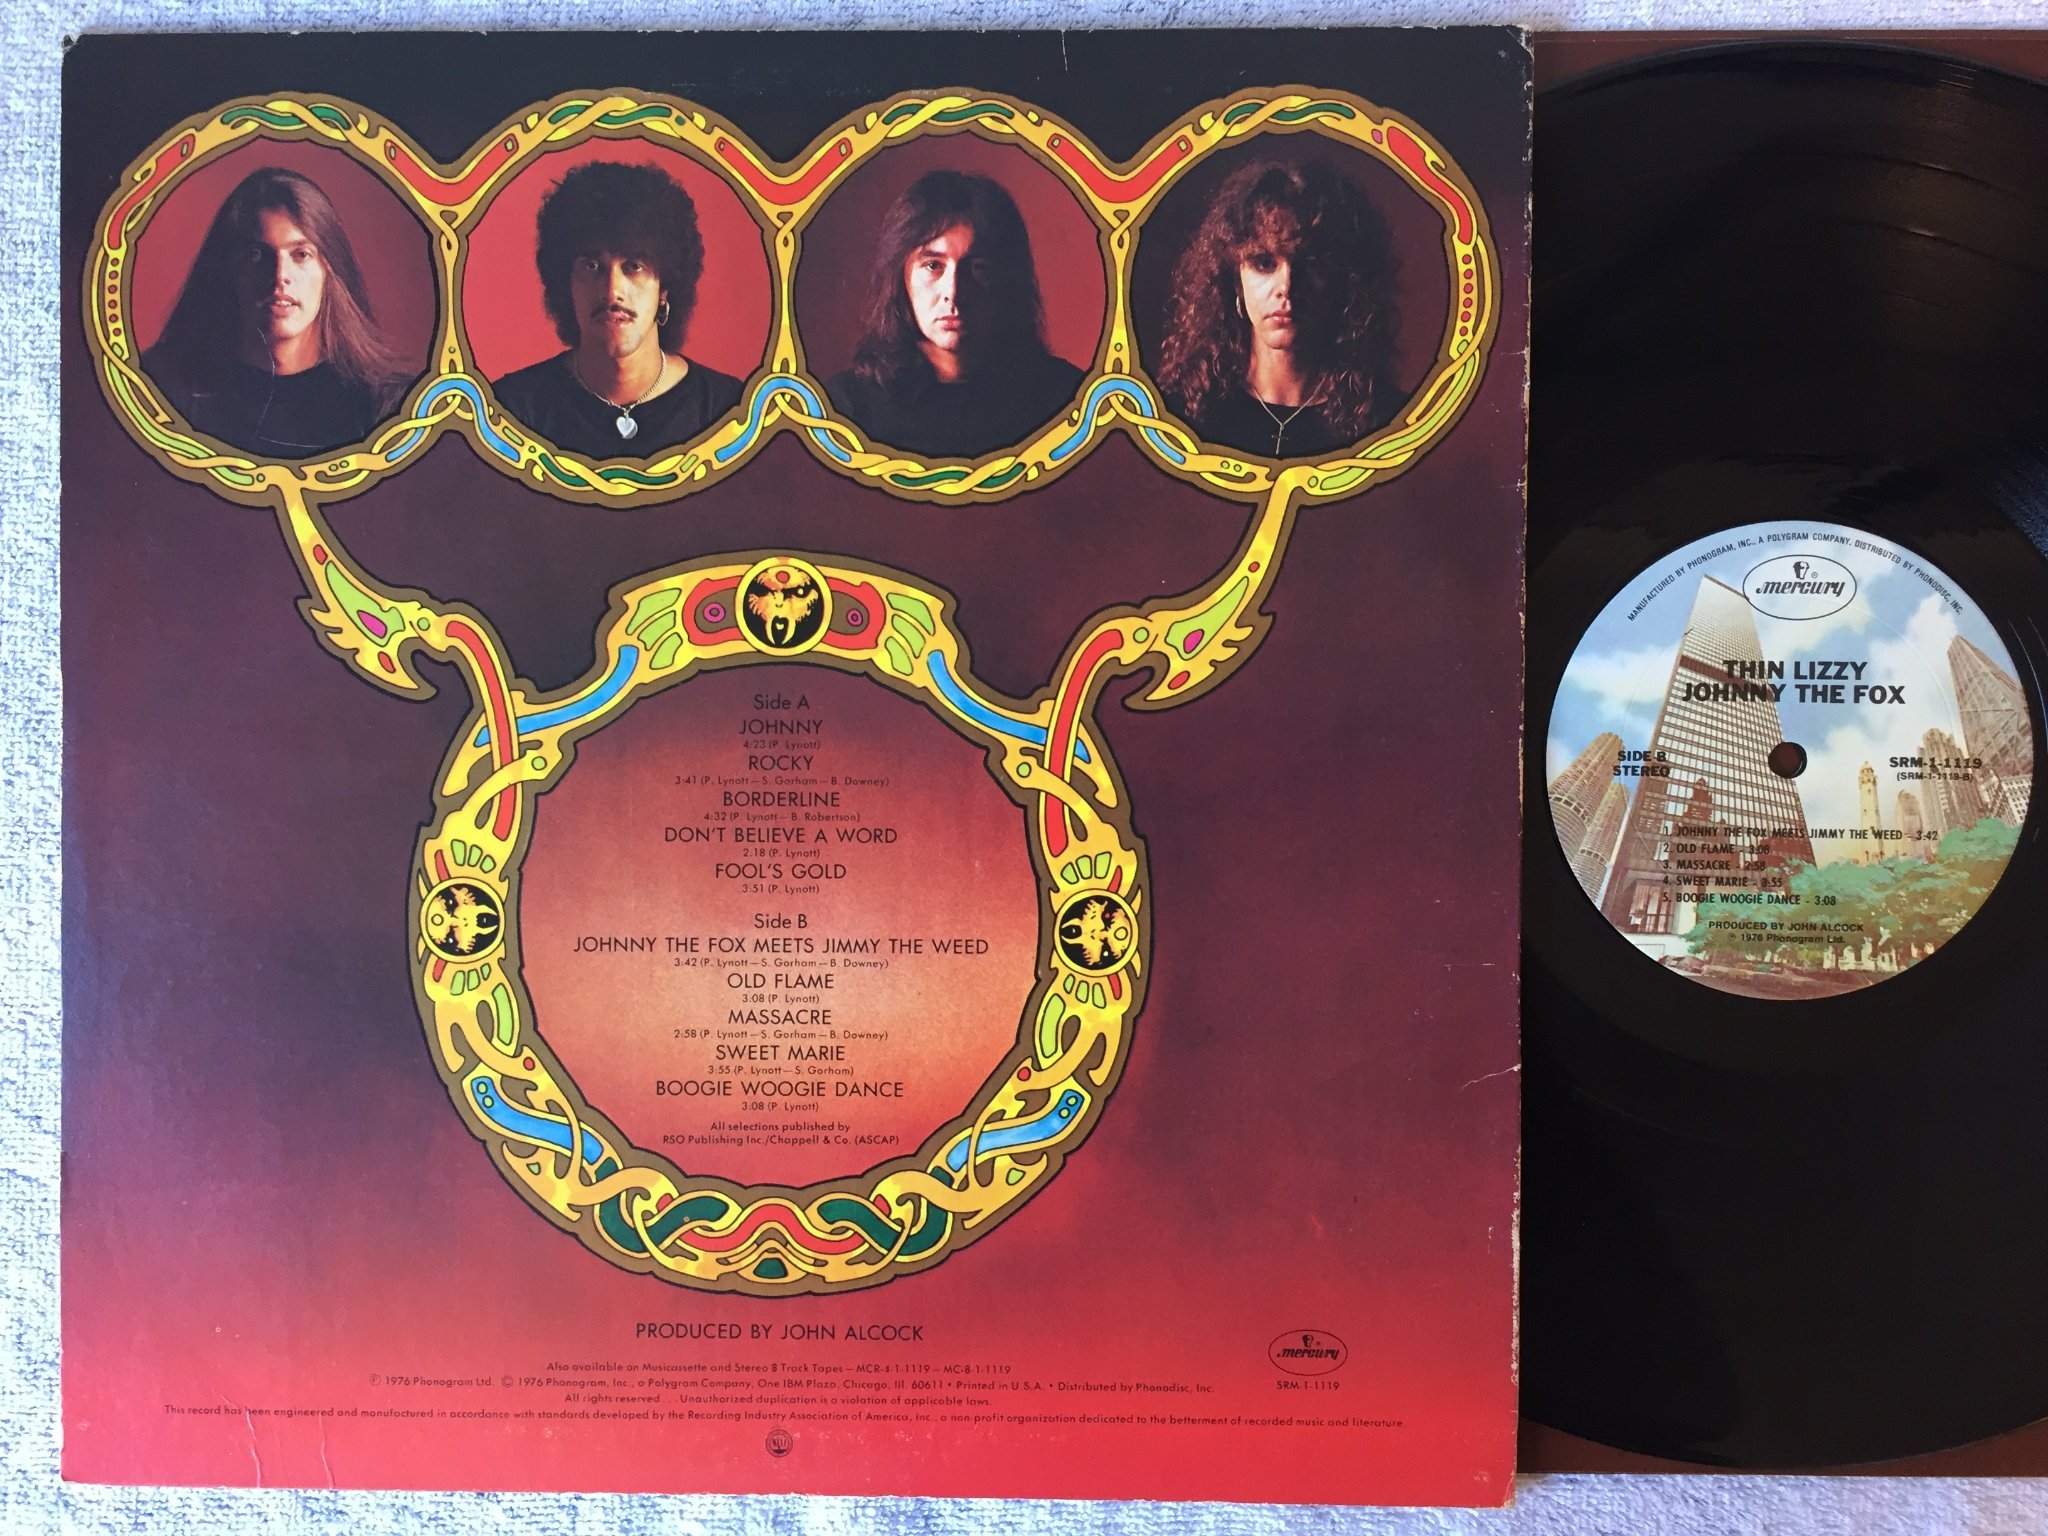 Side A
JOHNNY
4:23 (P. Lynott)
ROCKY
3:41 (P. Lynott—S. Gorham—B. Downey)
BORDERLINE
4:32 (P. Lynott—B. Robertson)
DON'T BELIEVE A WORD
2:18 (P. Lynott)
FOOL'S GOLD
3:51 (P. Lynott)
Side B
JOHNNY THE FOX MEETS JIMMY THE WEED
3:42 (P. Lynott—S. Gorham—B. Downey)
OLD FLAME
3:08 (P. Lynott)
MASSACRE
2:58 (P. Lynott—S. Gorham—B. Downey)
SWEET MARIE
3:55 (P. Lynott—S. Gorham)
BOOGIE WOOGIE DANCE
3:08 (P. Lynott)
All selections published by
RSO Publishing Inc./Chappell & Co. (ASCAP)
PRODUCED BY JOHN ALCOCK
Also available on Musicassette and Stereo 8 Track Tapes—MCR-4-1-1119—MC-8-1-1119
℗ 1976 Phonogram Ltd. © 1976 Phonogram, Inc., a Polygram Company, One IBM Plaza, Chicago, Ill. 60611 • Printed in U.S.A. • Distributed by Phonodisc, Inc.
All rights reserved . . . Unauthorized duplication is a violation of applicable laws.
This record has been engineered and manufactured in accordance with standards developed by the Recording Industry Association of America, Inc., a non-profit organization dedicated to the betterment of recorded music and literature.
mercury
SRM-1-1119
MANUFACTURED BY PHONOGRAM, INC., A POLYGRAM COMPANY. DISTRIBUTED BY PHONODISC, INC.
mercury
THIN LIZZY
JOHNNY THE FOX
SIDE B
STEREO
SRM-1-1119
(SRM-1-1119-B)
1. JOHNNY THE FOX MEETS JIMMY THE WEED - 3:42
2. OLD FLAME - 3:08
3. MASSACRE - 2:58
4. SWEET MARIE - 3:55
5. BOOGIE WOOGIE DANCE - 3:08
PRODUCED BY JOHN ALCOCK
℗ 1976 Phonogram Ltd.